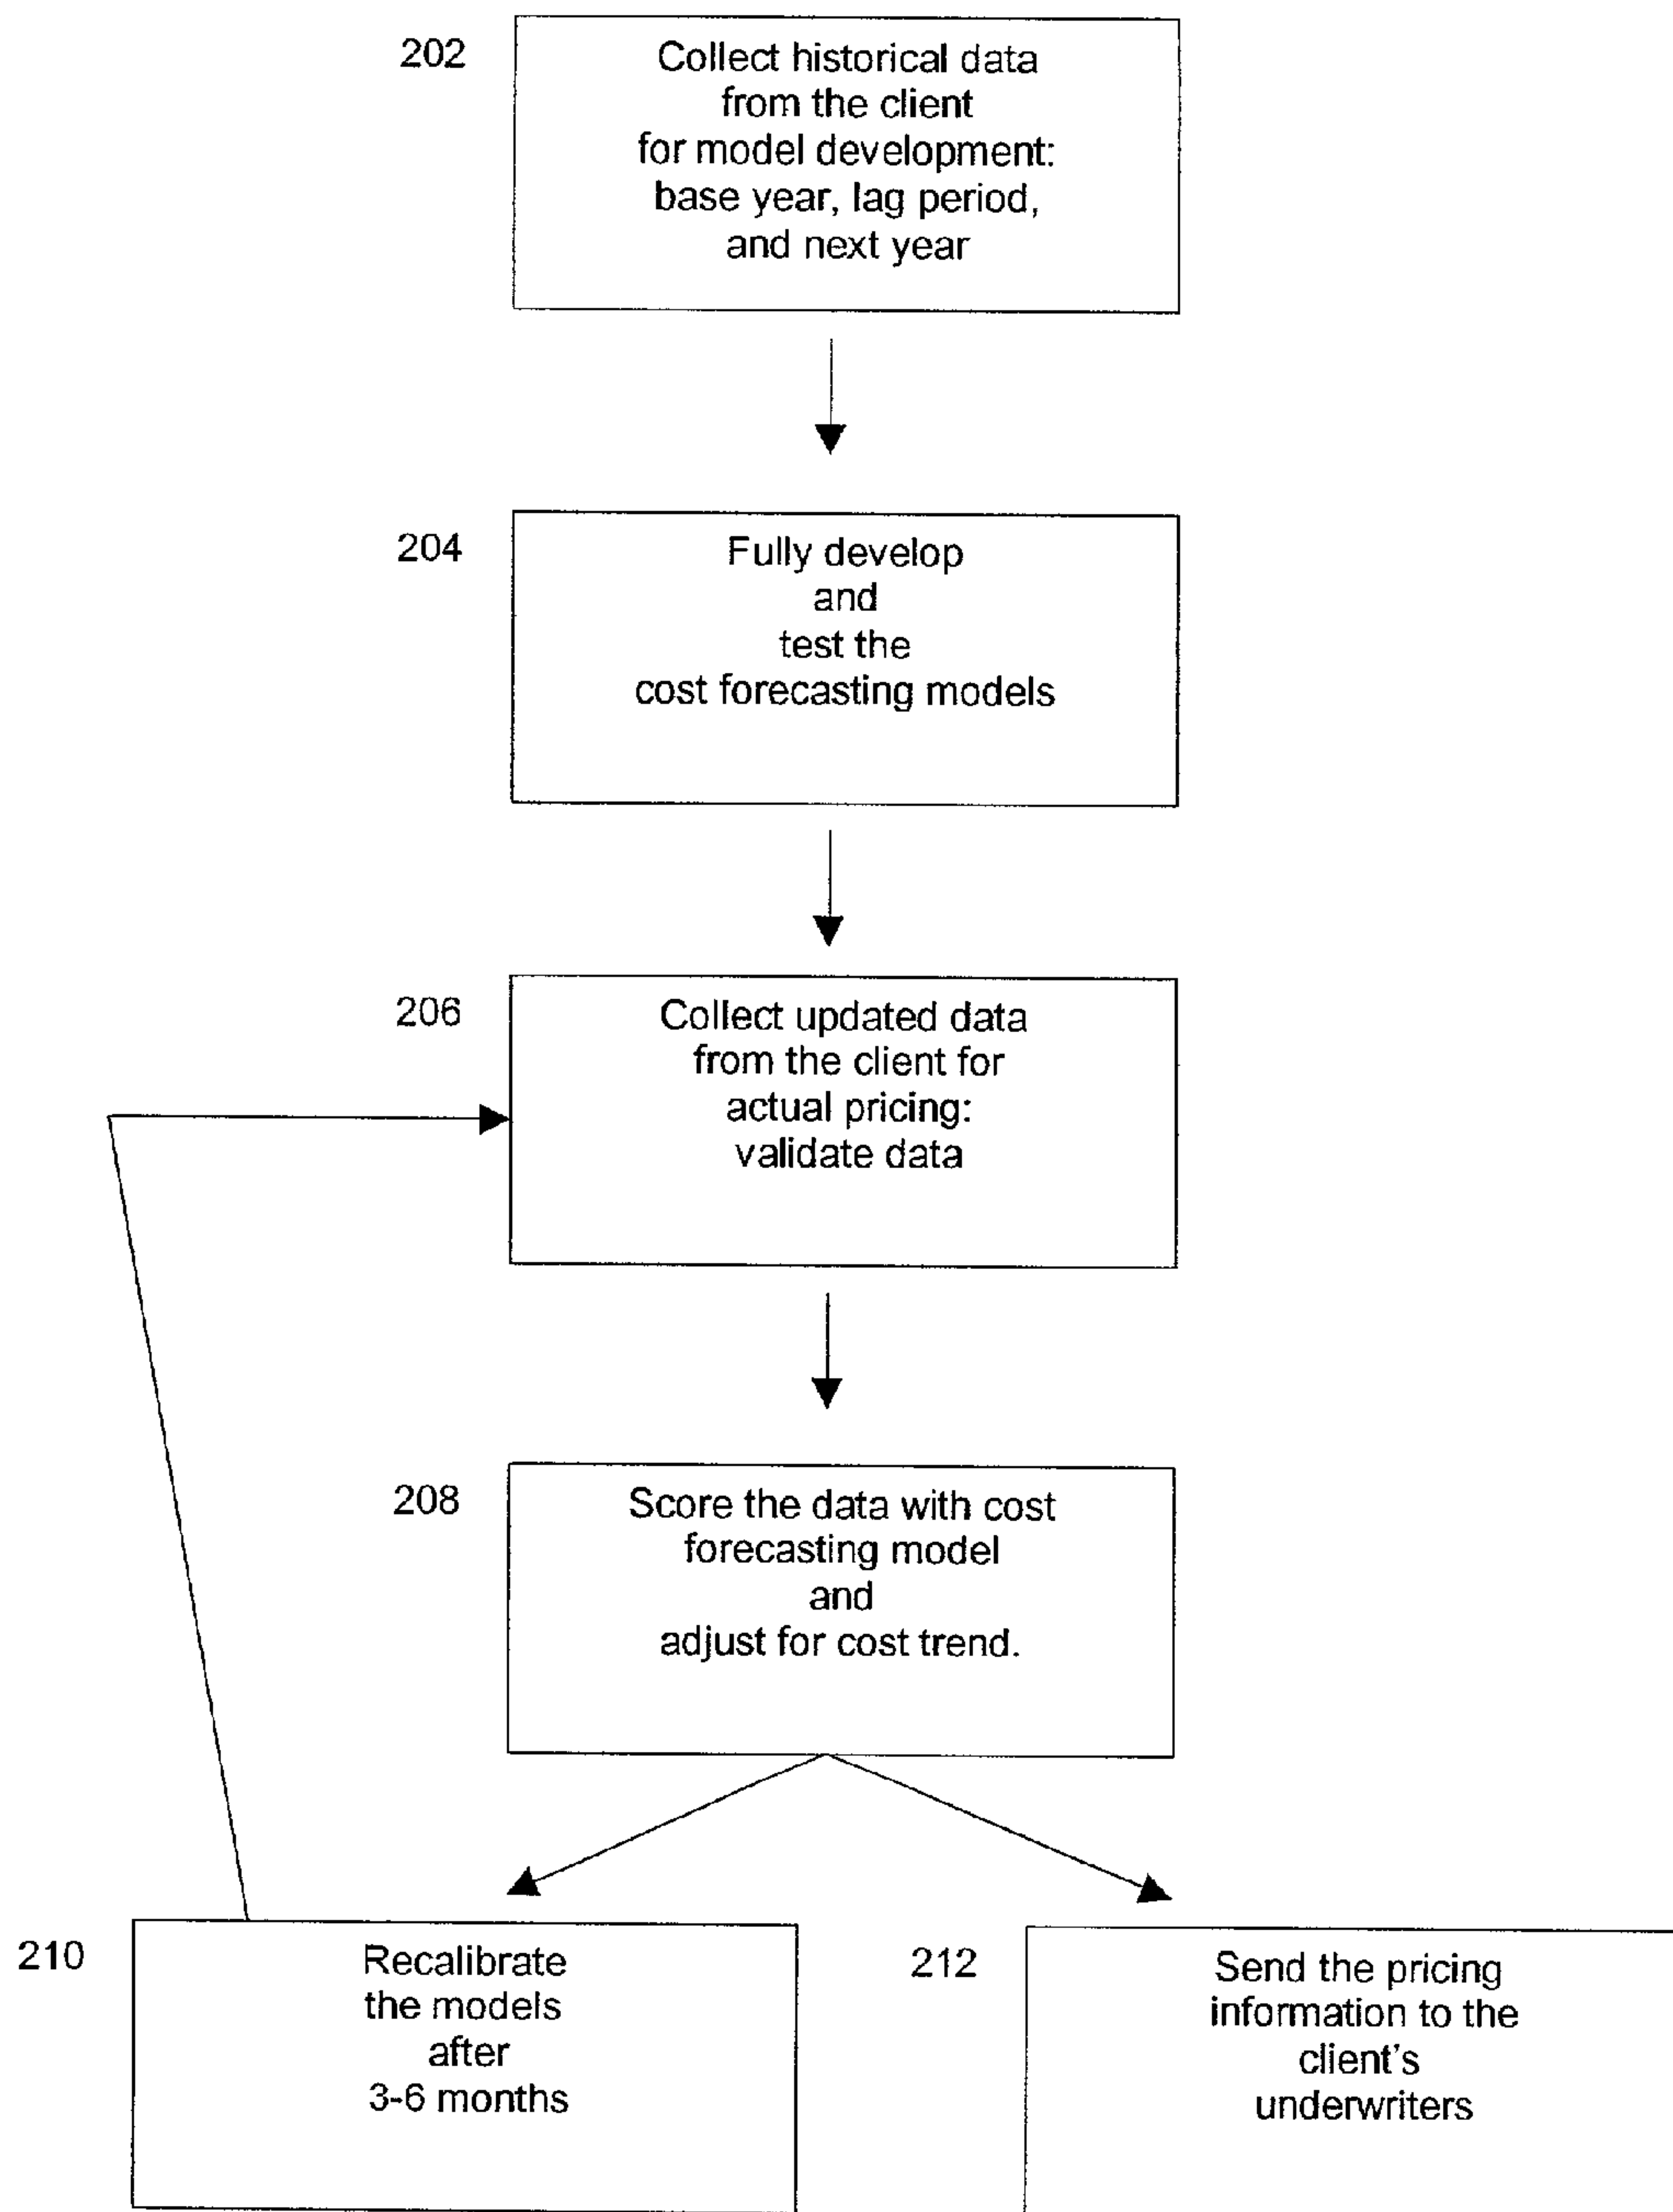 202
Collect historical data
from the client
for model development:
base year, lag period,
and next year
204
Fully develop
and
test the
cost forecasting models
206
Collect updated data
from the client for
actual pricing:
validate data
208
Score the data with cost
forecasting model
and
adjust for cost trend.
210
Recalibrate
the models
after
3-6 months
212
Send the pricing
information to the
client's
underwriters